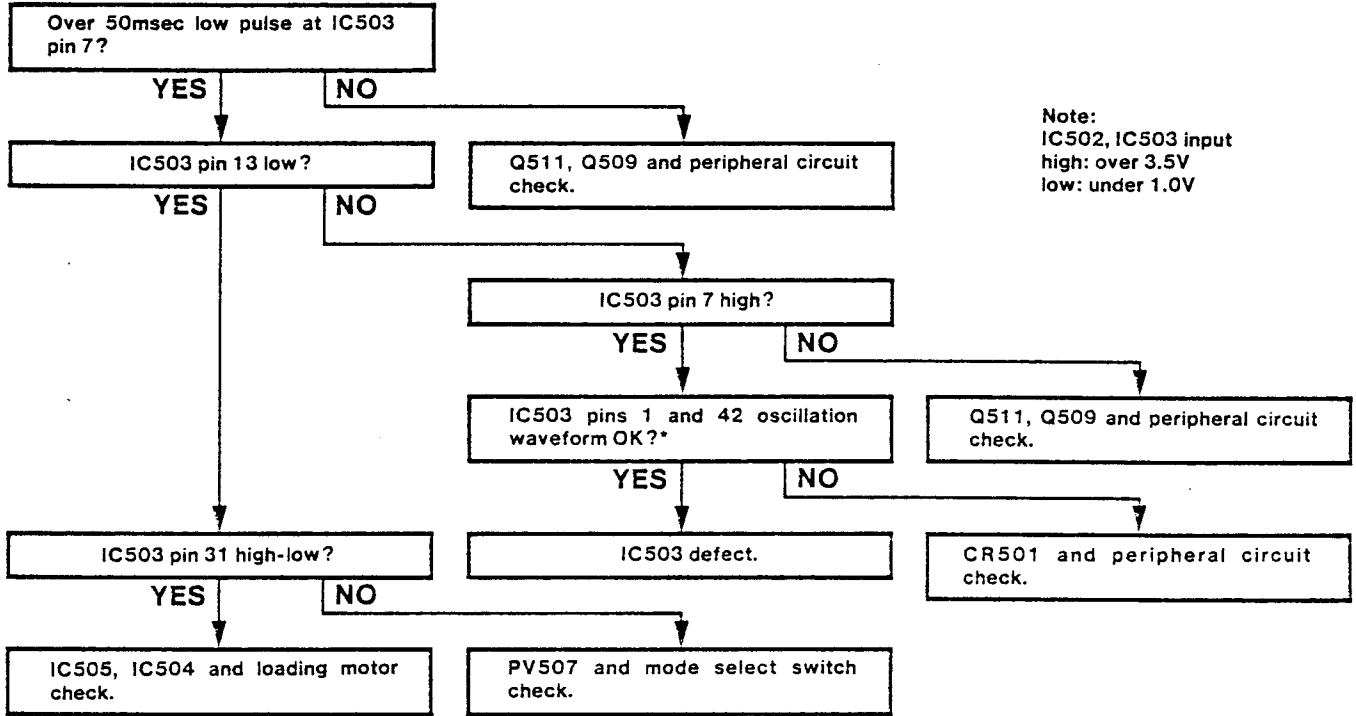 Over 50msec low pulse at IC503
pin 7?
YES
NO
Note:
IC502, IC503 input
high: over 3.5V
low: under 1.0V
IC503 pin 13 low?
Q511, Q509 and peripheral circuit
check.
YES
NO
IC503 pin 7 high?
YES
NO
IC503 pins 1 and 42 oscillation
waveform OK?*
Q511, Q509 and peripheral circuit
check.
YES
NO
IC503 pin 31 high-low?
IC503 defect.
CR501 and peripheral circuit
check.
YES
NO
IC505, IC504 and loading motor
check.
PV507 and mode select switch
check.